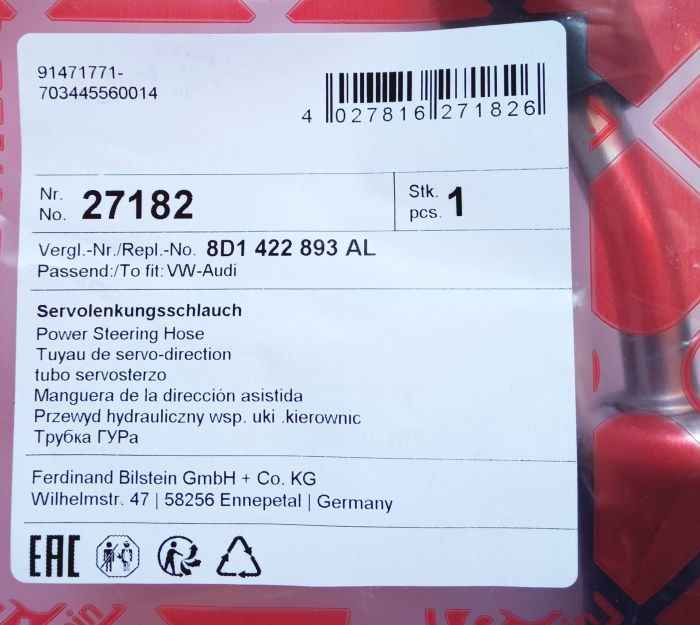 91471771-
703445560014
4 027816 271826
Nr.
No. 27182
Stk.
pcs. 1
Vergl.-Nr./Repl.-No. 8D1 422 893 AL
Passend:/To fit: VW-Audi
Servolenkungsschlauch
Power Steering Hose
Tuyau de servo-direction
tubo servosterzo
Manguera de la dirección asistida
Przewyd hydrauliczny wsp. uki .kierownic
Трубка ГУРа
Ferdinand Bilstein GmbH + Co. KG
Wilhelmstr. 47 | 58256 Ennepetal | Germany
EAC